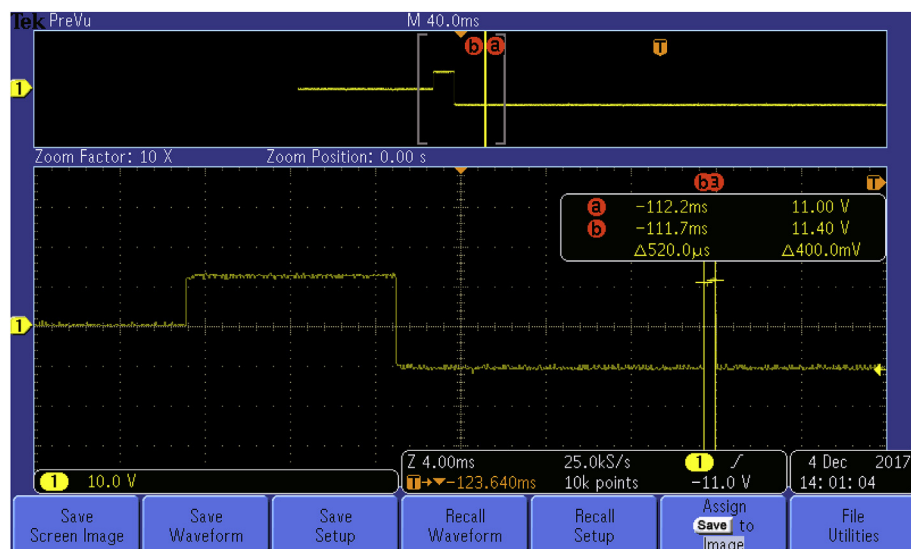 Tek PreVu M 40.0ms
b a T
1
Zoom Factor: 10 X Zoom Position: 0.00 s
b a T
a -112.2ms 11.00 V
b -111.7ms 11.40 V
Δ520.0µs Δ400.0mV
1
1 10.0 V
Z 4.00ms 25.0kS/s 1 4 Dec 2017
T→▼-123.640ms 10k points -11.0 V 14:01:04
Save Screen Image
Save Waveform
Save Setup
Recall Waveform
Recall Setup
Assign Save to Image
File Utilities